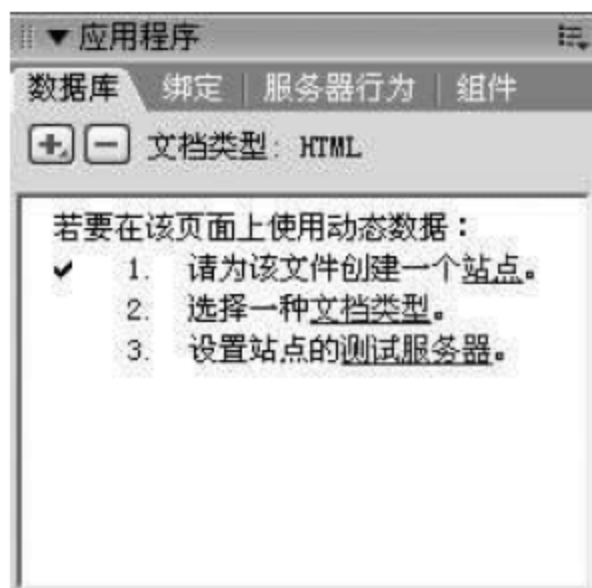 ▼应用程序
数据库 绑定 服务器行为 组件
文档类型: HTML
若要在该页面上使用动态数据：
✔ 1. 请为该文件创建一个站点。
2. 选择一种文档类型。
3. 设置站点的测试服务器。